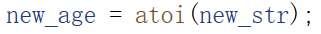 new_age = atoi(new_str);